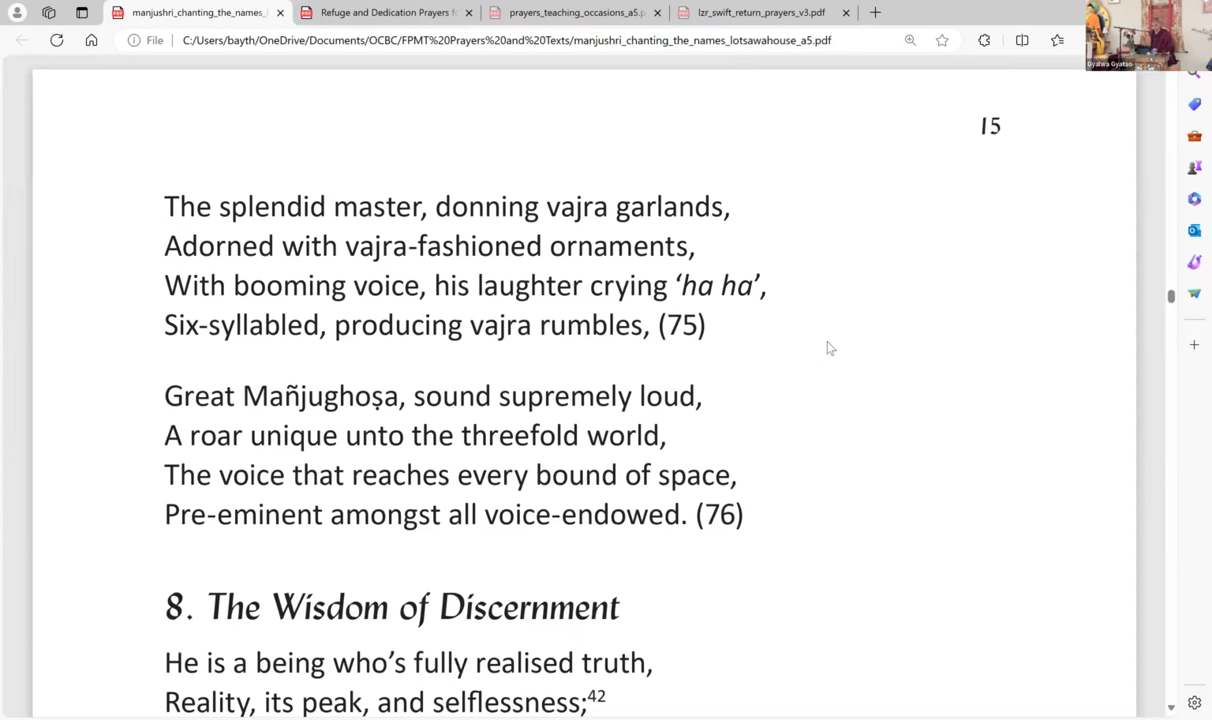 manjushri_chanting_the_names_
Refuge and Dedication Prayers f
prayers_teaching_occasions_a5.p
lzr_swift_return_prayers_v3.pdf
File
C:/Users/bayth/OneDrive/Documents/OCBC/FPMT%20Prayers%20and%20Texts/manjushri_chanting_the_names_lotsawahouse_a5.pdf
Gyalwa Gyatso
15
The splendid master, donning vajra garlands,
Adorned with vajra-fashioned ornaments,
With booming voice, his laughter crying ‘ha ha’,
Six-syllabled, producing vajra rumbles, (75)
Great Mañjughoṣa, sound supremely loud,
A roar unique unto the threefold world,
The voice that reaches every bound of space,
Pre-eminent amongst all voice-endowed. (76)
8. The Wisdom of Discernment
He is a being who’s fully realised truth,
Reality, its peak, and selflessness;⁴²